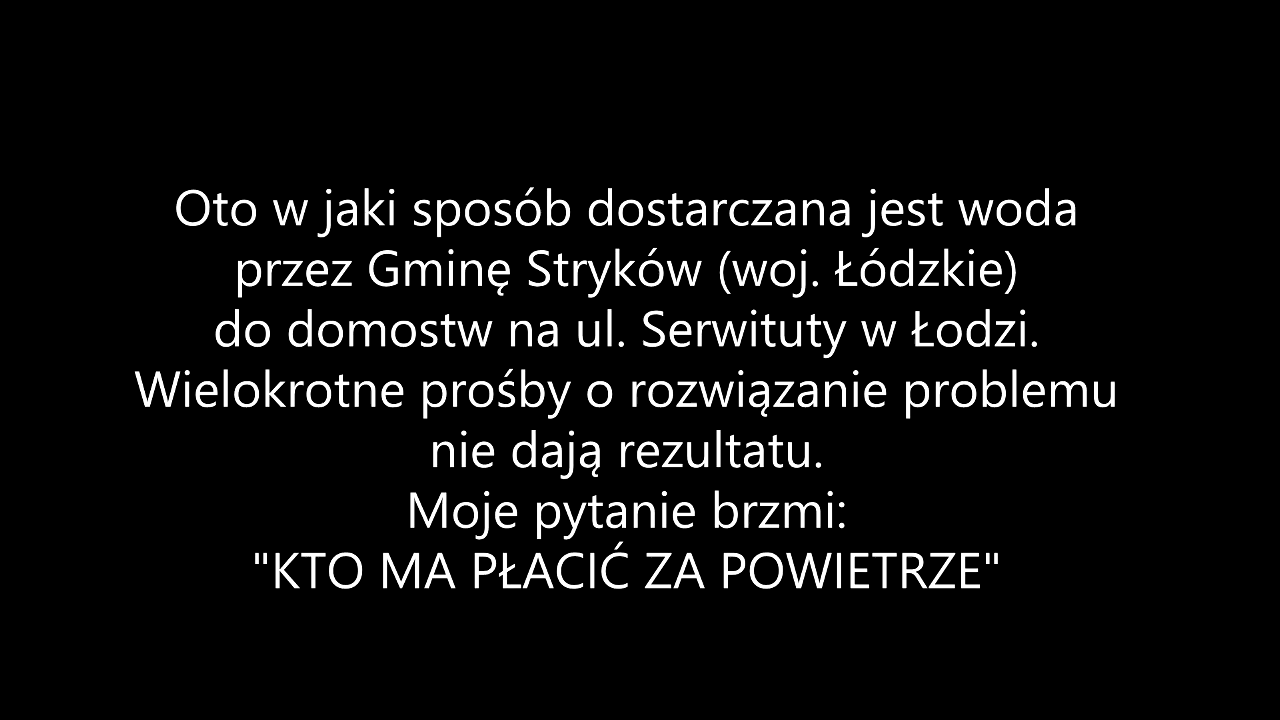 Oto w jaki sposób dostarczana jest woda
przez Gminę Stryków (woj. Łódzkie)
do domostw na ul. Serwituty w Łodzi.
Wielokrotne prośby o rozwiązanie problemu
nie dają rezultatu.
Moje pytanie brzmi:
"KTO MA PŁACIĆ ZA POWIETRZE"